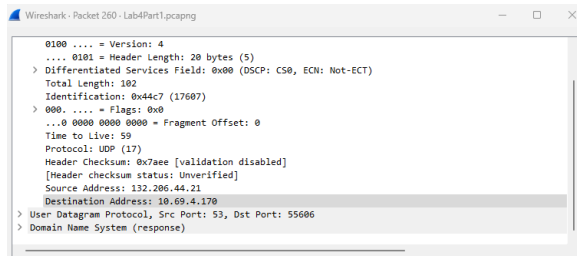 Wireshark · Packet 260 · Lab4Part1.pcapng
0100 .... = Version: 4
.... 0101 = Header Length: 20 bytes (5)
> Differentiated Services Field: 0x00 (DSCP: CS0, ECN: Not-ECT)
Total Length: 102
Identification: 0x44c7 (17607)
> 000. .... = Flags: 0x0
...0 0000 0000 0000 = Fragment Offset: 0
Time to Live: 59
Protocol: UDP (17)
Header Checksum: 0x7aee [validation disabled]
[Header checksum status: Unverified]
Source Address: 132.206.44.21
Destination Address: 10.69.4.170
> User Datagram Protocol, Src Port: 53, Dst Port: 55606
> Domain Name System (response)